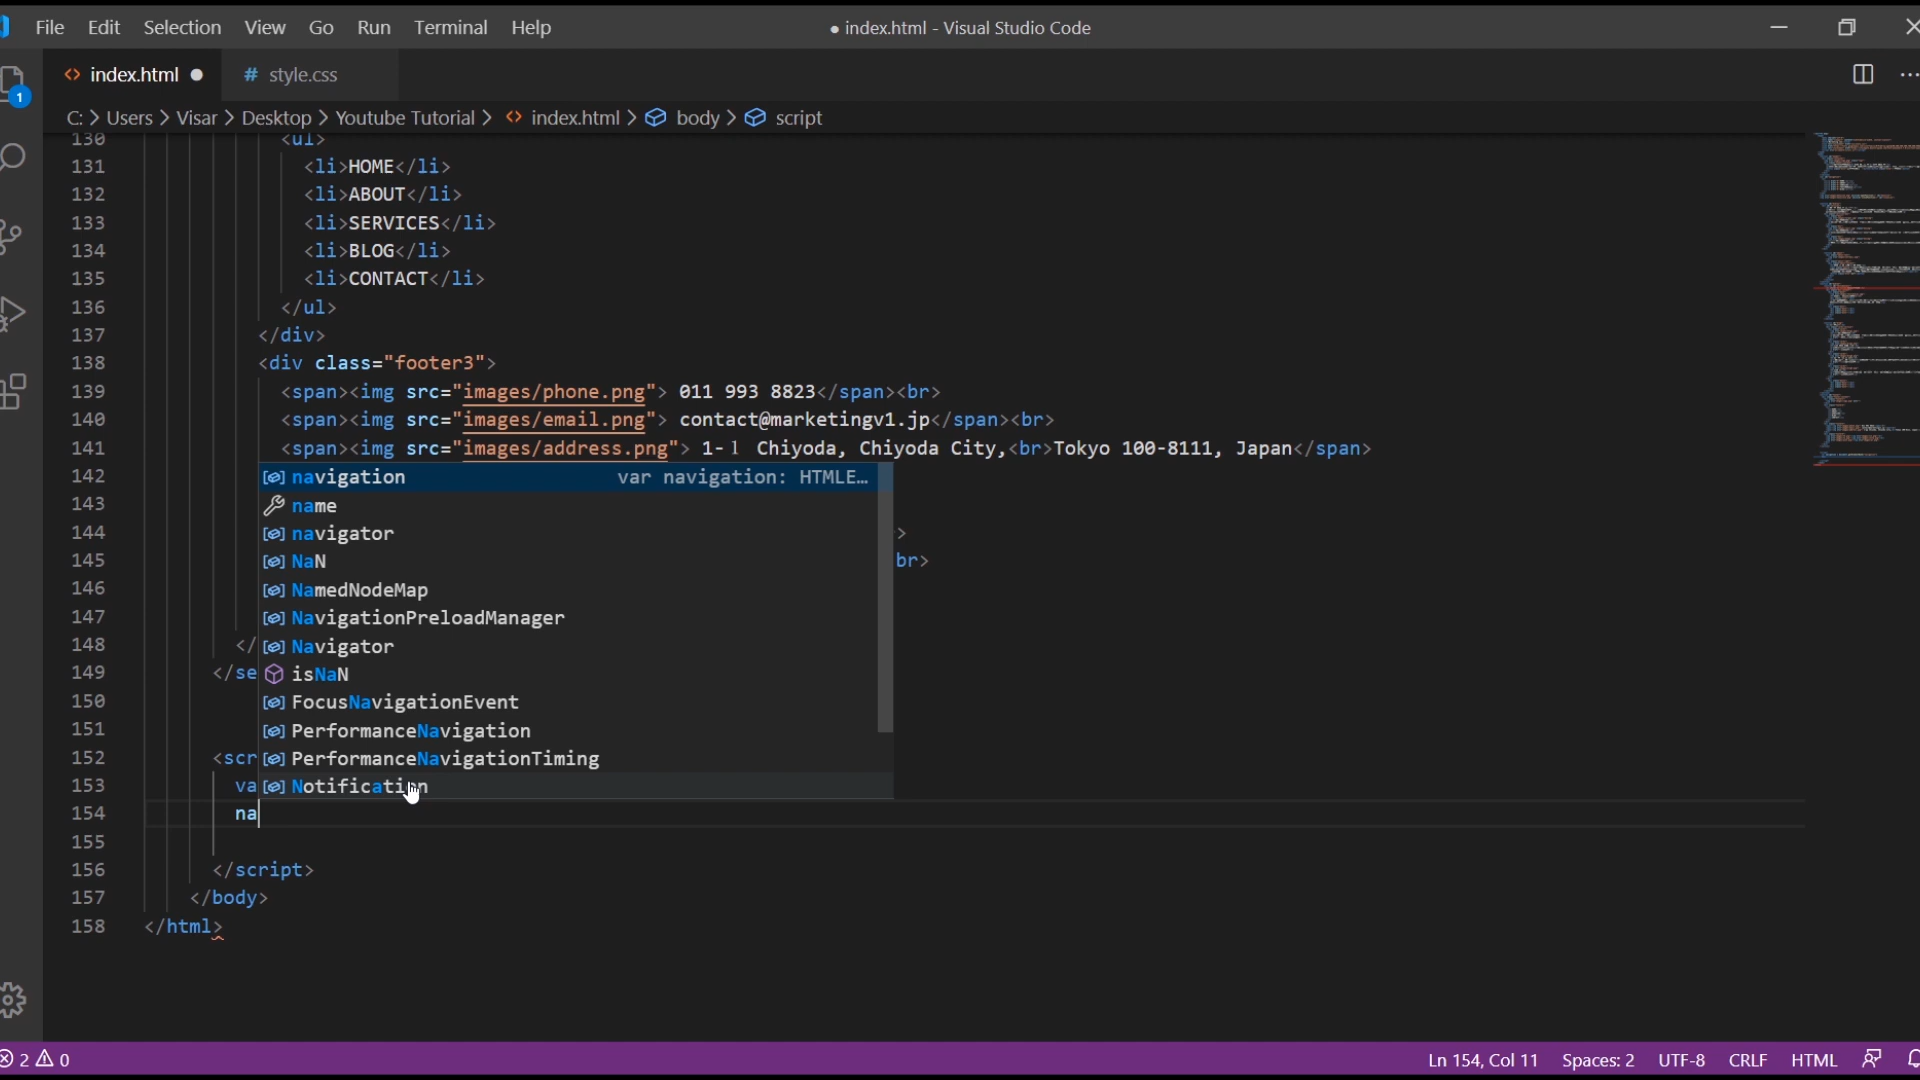 File Edit Selection View Go Run Terminal Help ● index.html - Visual Studio Code
<> index.html ● # style.css
1
C: > Users > Visar > Desktop > Youtube Tutorial > <> index.html > body > script
130 <ul>
131 <li>HOME</li>
132 <li>ABOUT</li>
133 <li>SERVICES</li>
134 <li>BLOG</li>
135 <li>CONTACT</li>
136 </ul>
137 </div>
138 <div class="footer3">
139 <span><img src="images/phone.png"> 011 993 8823</span><br>
140 <span><img src="images/email.png"> contact@marketingv1.jp</span><br>
141 <span><img src="images/address.png"> 1-1 Chiyoda, Chiyoda City,<br>Tokyo 100-8111, Japan</span>
142 navigation var navigation: HTMLE…
143 name
144 navigator >
145 NaN br>
146 NamedNodeMap
147 NavigationPreloadManager
148 </ Navigator
149 </se isNaN
150 FocusNavigationEvent
151 PerformanceNavigation
152 <scr PerformanceNavigationTiming
153 va Notification
154 na
155
156 </script>
157 </body>
158 </html>
2 0 Ln 154, Col 11 Spaces: 2 UTF-8 CRLF HTML